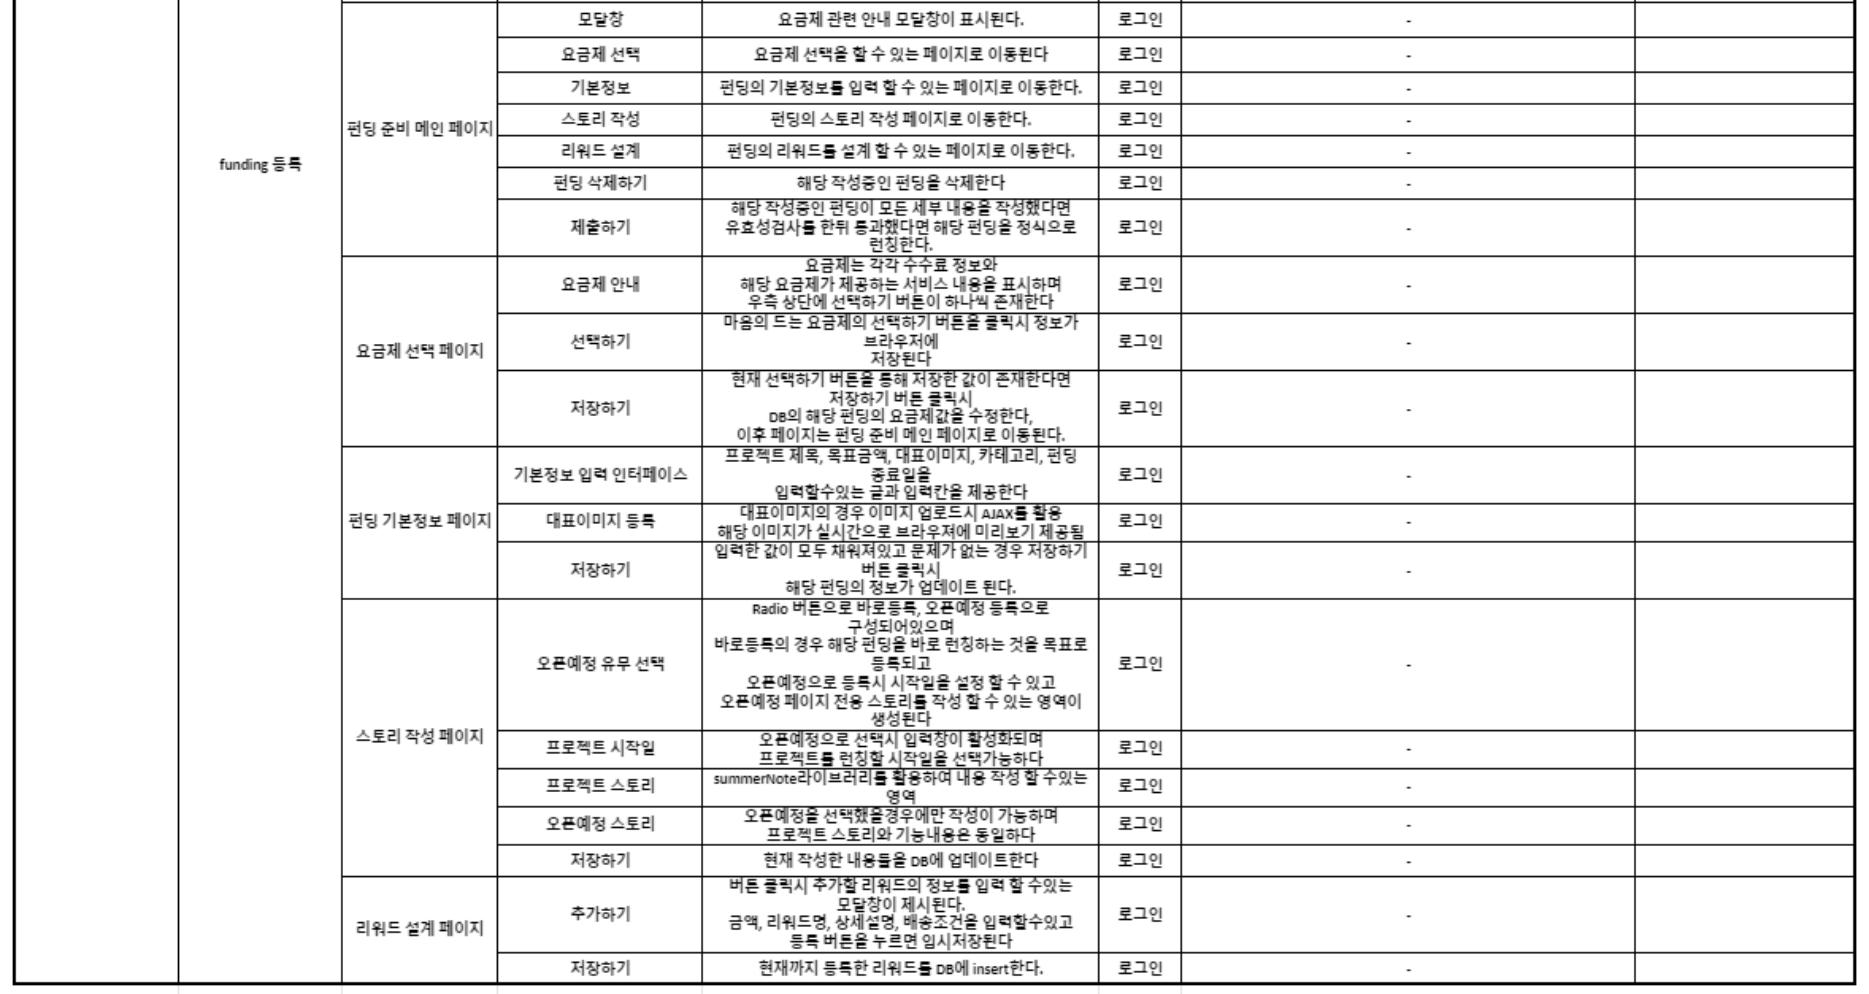 funding 등록
펀딩 준비 메인 페이지
모달창
요금제 관련 안내 모달창이 표시된다.
로그인
-
요금제 선택
요금제 선택을 할 수 있는 페이지로 이동된다
로그인
-
기본정보
펀딩의 기본정보를 입력 할 수 있는 페이지로 이동한다.
로그인
-
스토리 작성
펀딩의 스토리 작성 페이지로 이동한다.
로그인
-
리워드 설계
펀딩의 리워드를 설계 할 수 있는 페이지로 이동한다.
로그인
-
펀딩 삭제하기
해당 작성중인 펀딩을 삭제한다
로그인
-
제출하기
해당 작성중인 펀딩이 모든 세부 내용을 작성했다면
유효성검사를 한뒤 통과했다면 해당 펀딩을 정식으로
런칭한다.
로그인
-
요금제 선택 페이지
요금제 안내
요금제는 각각 수수료 정보와
해당 요금제가 제공하는 서비스 내용을 표시하며
우측 상단에 선택하기 버튼이 하나씩 존재한다
로그인
-
선택하기
마음의 드는 요금제의 선택하기 버튼을 클릭시 정보가
브라우저에
저장된다
로그인
-
저장하기
현재 선택하기 버튼을 통해 저장한 값이 존재한다면
저장하기 버튼 클릭시
DB의 해당 펀딩의 요금제값을 수정한다,
이후 페이지는 펀딩 준비 메인 페이지로 이동된다.
로그인
-
펀딩 기본정보 페이지
기본정보 입력 인터페이스
프로젝트 제목, 목표금액, 대표이미지, 카테고리, 펀딩
종료일을
입력할수있는 글과 입력칸을 제공한다
로그인
-
대표이미지 등록
대표이미지의 경우 이미지 업로드시 AJAX를 활용
해당 이미지가 실시간으로 브라우져에 미리보기 제공됨
로그인
-
저장하기
입력한 값이 모두 채워져있고 문제가 없는 경우 저장하기
버튼 클릭시
해당 펀딩의 정보가 업데이트 된다.
로그인
-
스토리 작성 페이지
오픈예정 유무 선택
Radio 버튼으로 바로등록, 오픈예정 등록으로
구성되어있으며
바로등록의 경우 해당 펀딩을 바로 런칭하는 것을 목표로
등록되고
오픈예정으로 등록시 시작일을 설정 할 수 있고
오픈예정 페이지 전용 스토리를 작성 할 수 있는 영역이
생성된다
로그인
-
프로젝트 시작일
오픈예정으로 선택시 입력창이 활성화되며
프로젝트를 런칭할 시작일을 선택가능하다
로그인
-
프로젝트 스토리
summerNote라이브러리를 활용하여 내용 작성 할 수있는
영역
로그인
-
오픈예정 스토리
오픈예정을 선택했을경우에만 작성이 가능하며
프로젝트 스토리와 기능내용은 동일하다
로그인
-
저장하기
현재 작성한 내용들을 DB에 업데이트한다
로그인
-
리워드 설계 페이지
추가하기
버튼 클릭시 추가할 리워드의 정보를 입력 할 수있는
모달창이 제시된다.
금액, 리워드명, 상세설명, 배송조건을 입력할수있고
등록 버튼을 누르면 임시저장된다
로그인
-
저장하기
현재까지 등록한 리워드를 DB에 insert한다.
로그인
-